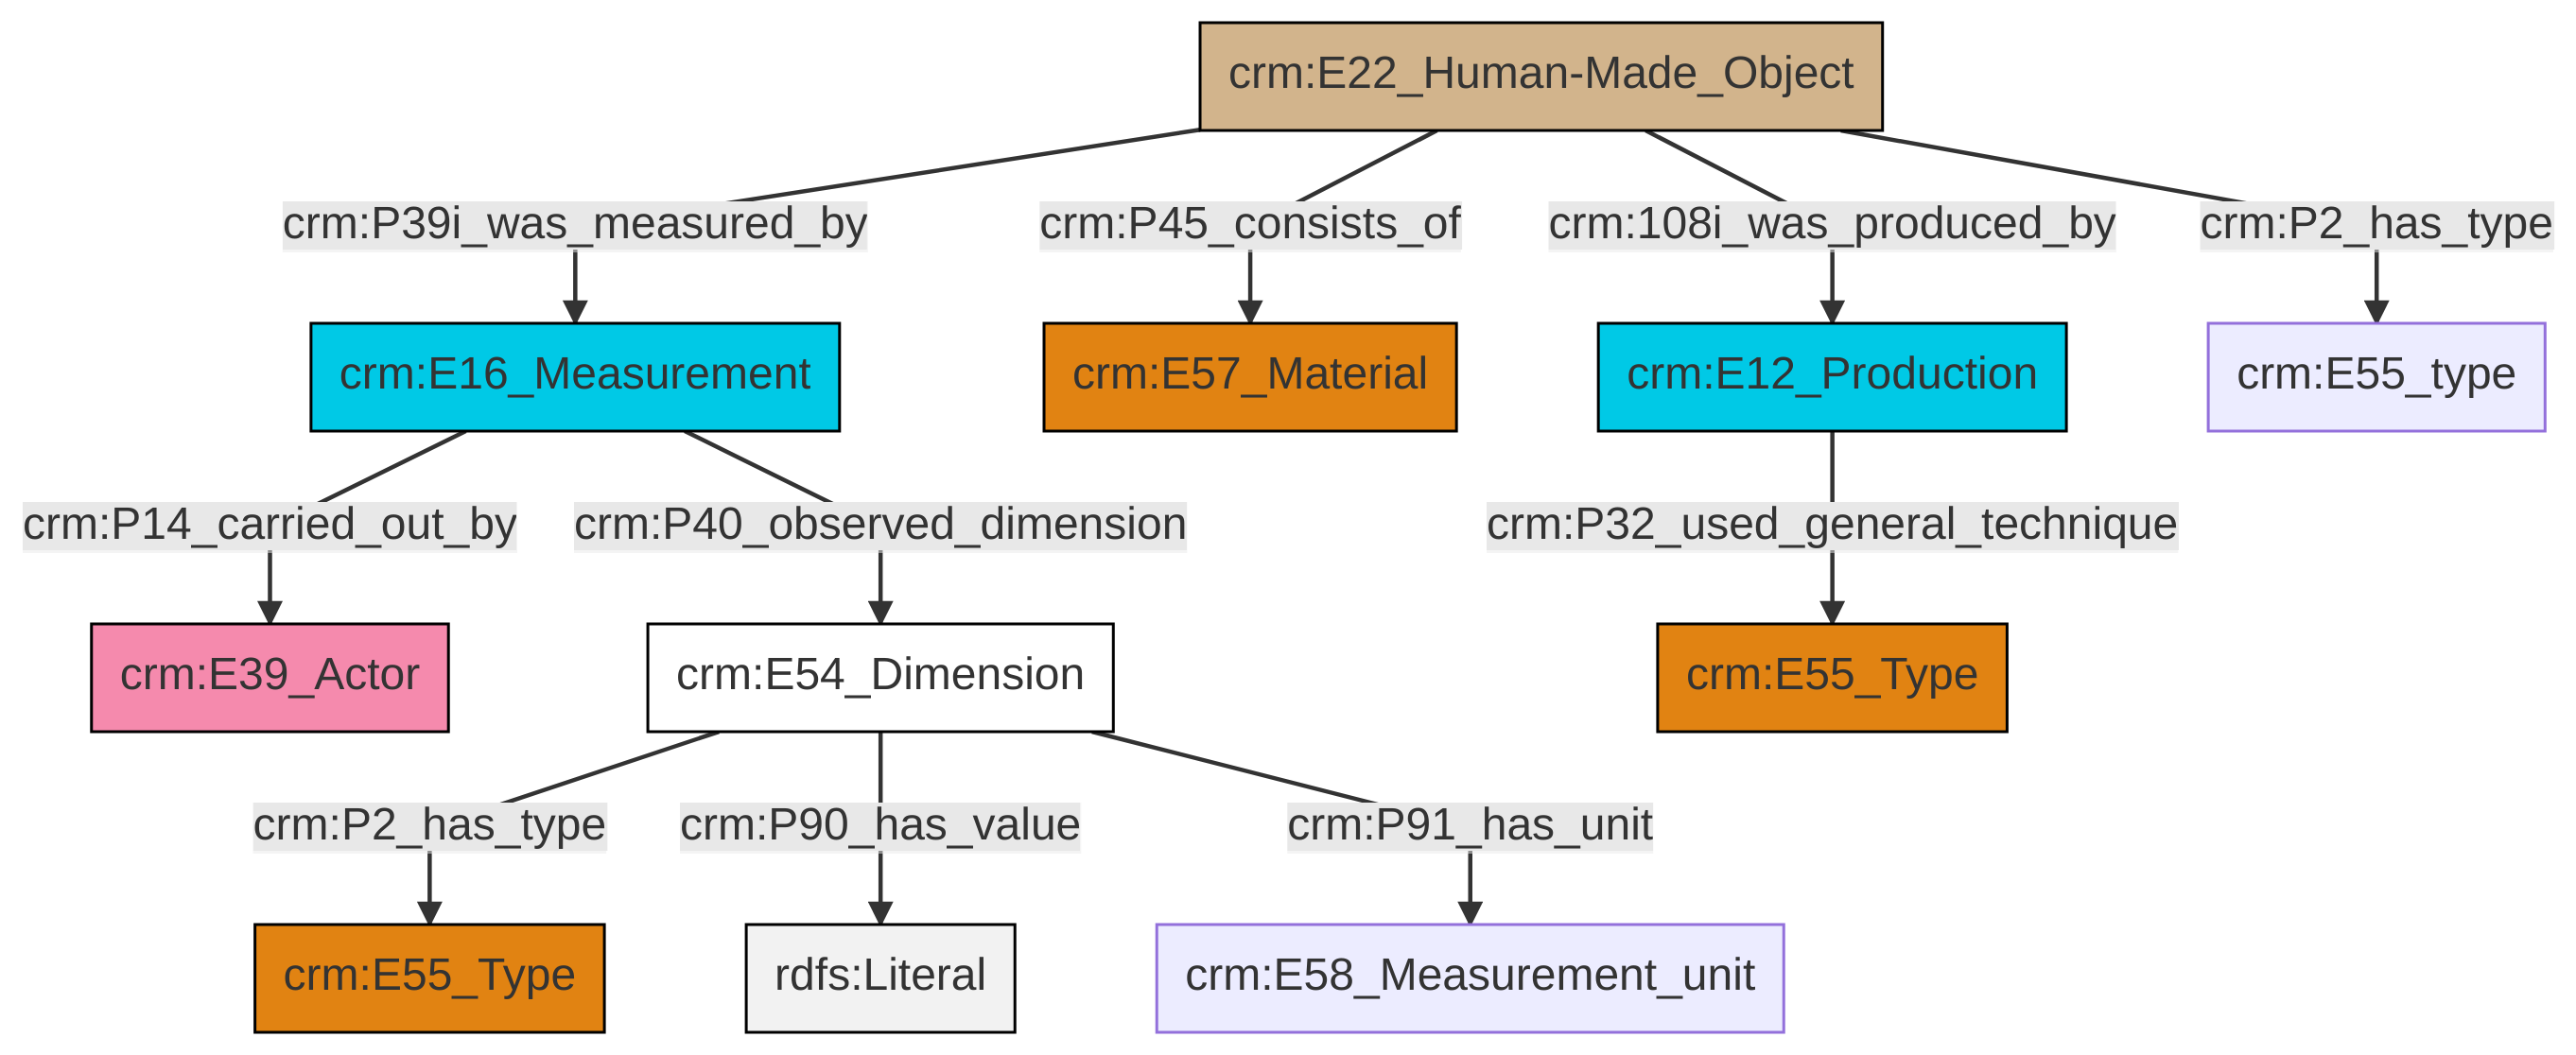 crm:E22_Human-Made_Object
crm:P39i_was_measured_by
crm:P45_consists_of
crm:108i_was_produced_by
crm:P2_has_type
crm:E16_Measurement
crm:E57_Material
crm:E12_Production
crm:E55_type
crm:P14_carried_out_by
crm:P40_observed_dimension
crm:P32_used_general_technique
crm:E39_Actor
crm:E54_Dimension
crm:E55_Type
crm:P2_has_type
crm:P90_has_value
crm:P91_has_unit
crm:E55_Type
rdfs:Literal
crm:E58_Measurement_unit